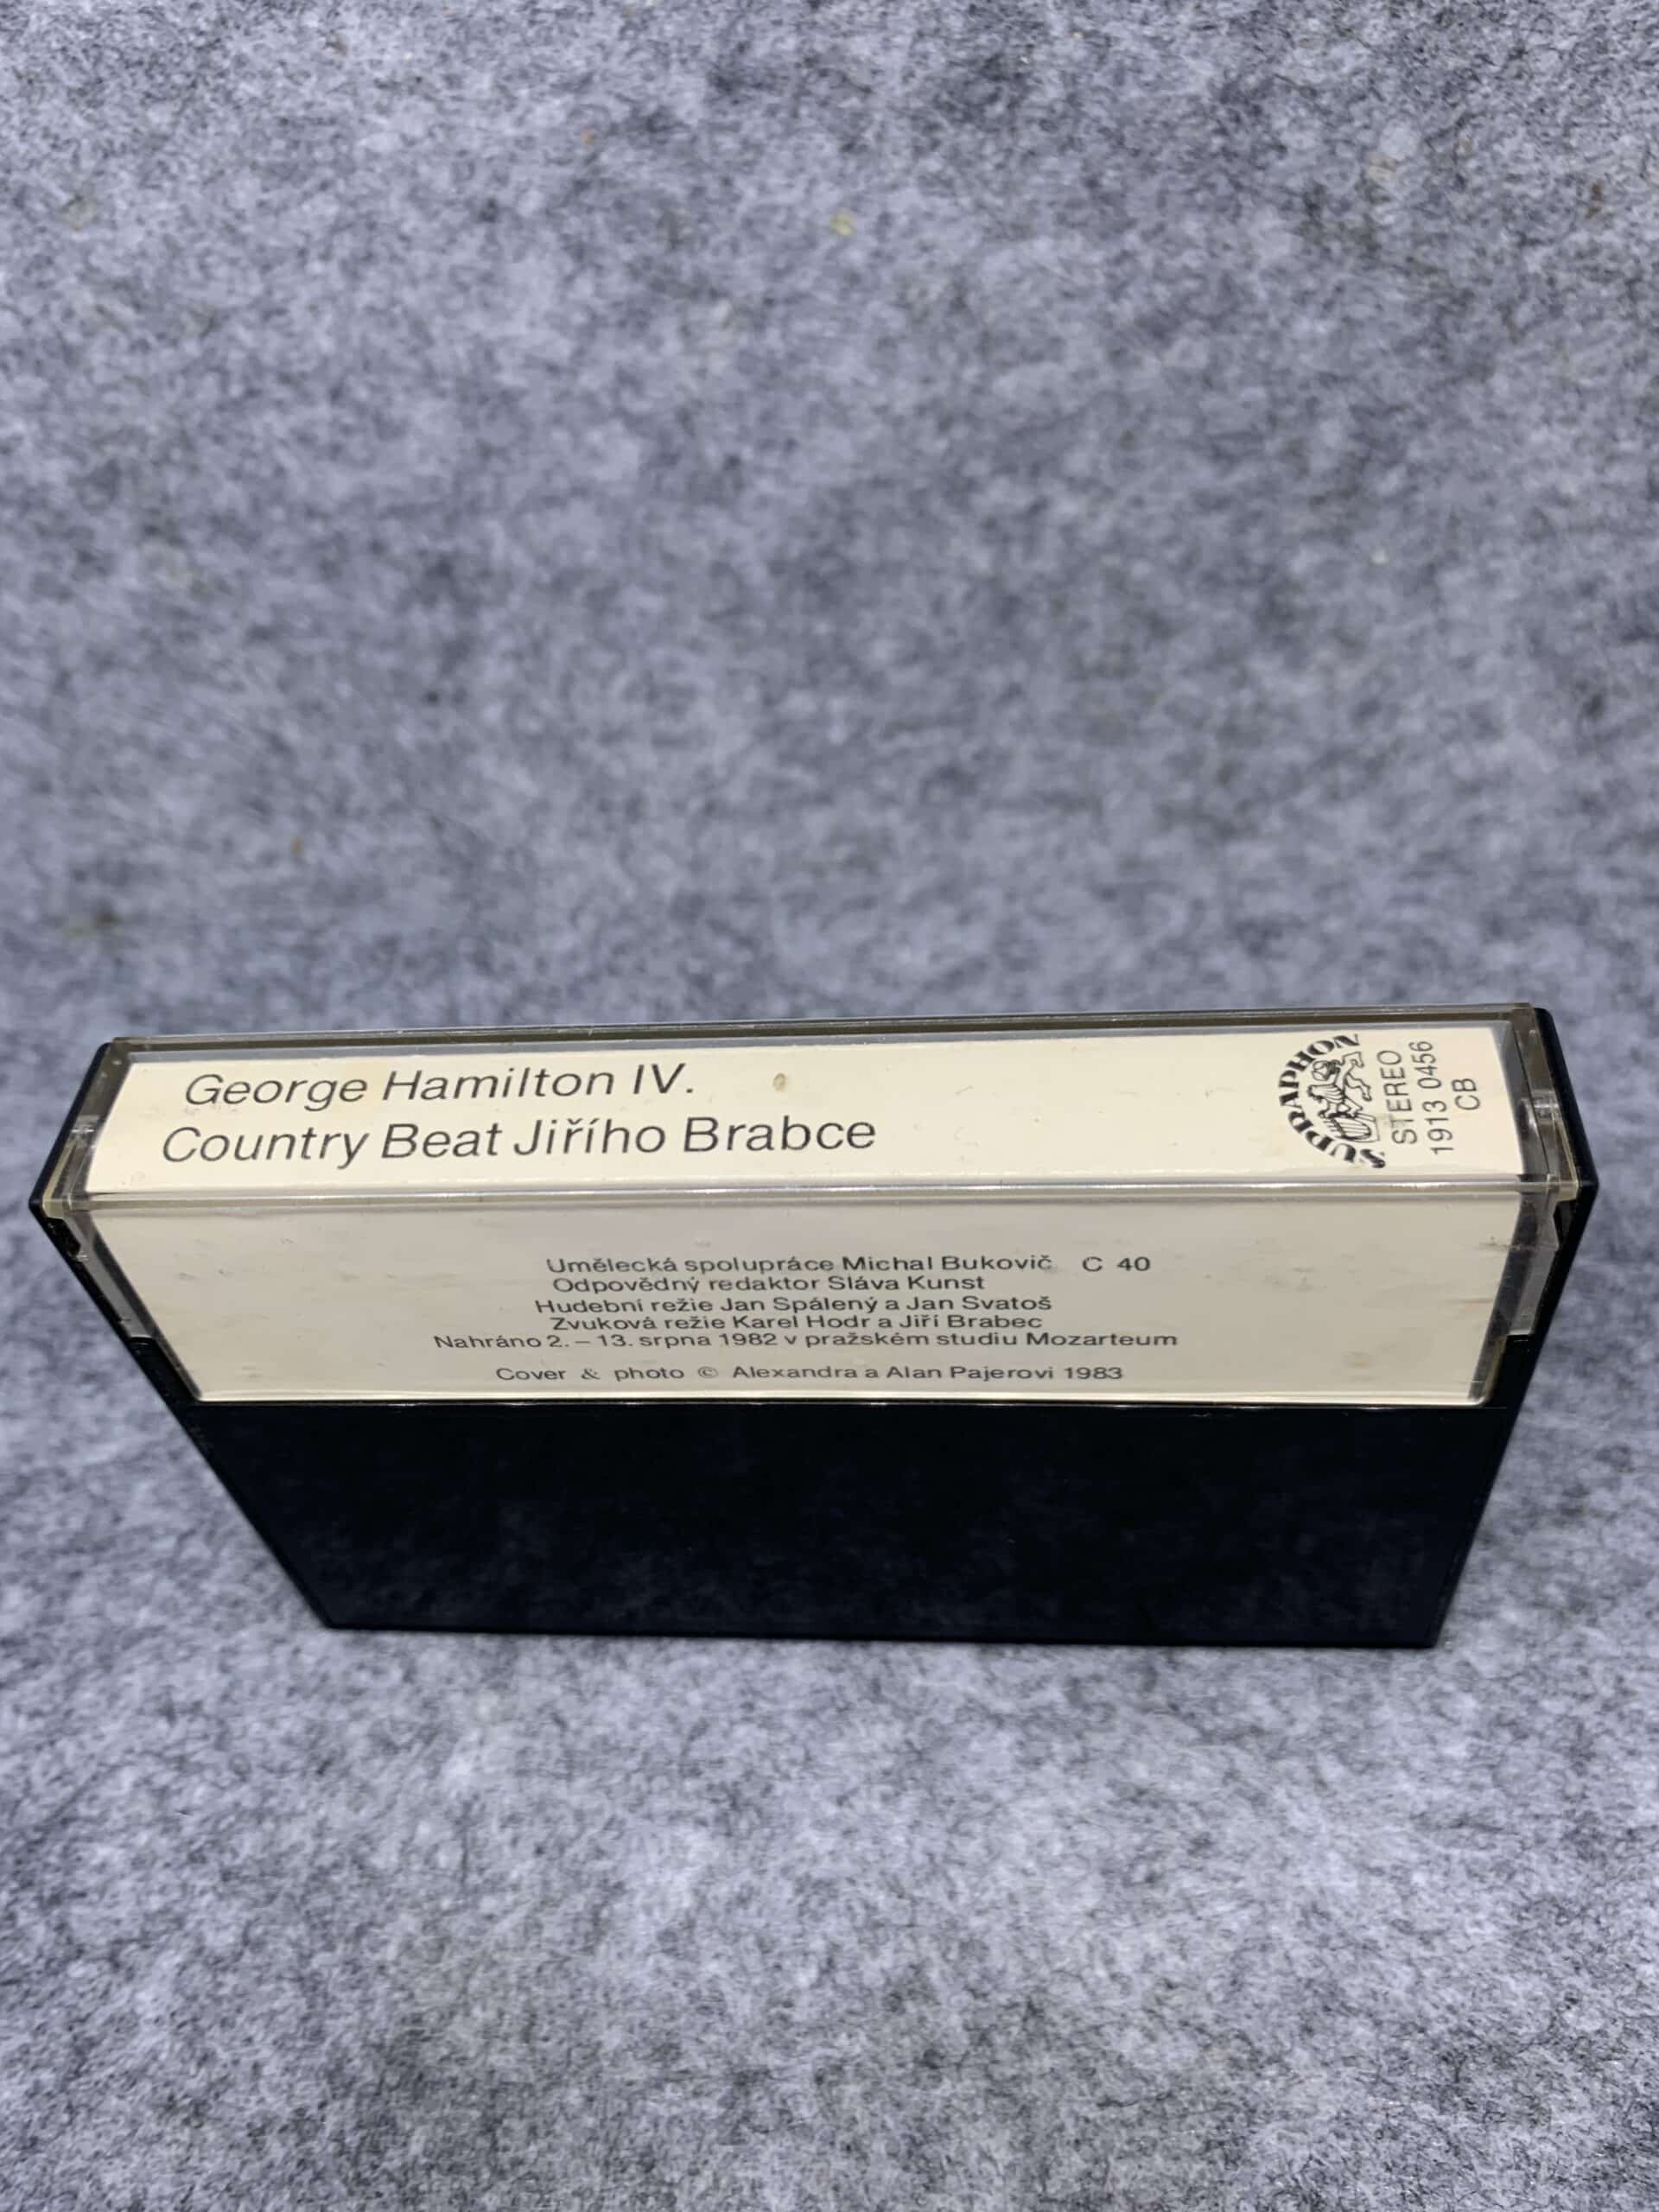 George Hamilton IV.
Country Beat Jiřího Brabce
SUPRAPHON
STEREO
1913 0456
CB
Umělecká spolupráce Michal Bukovič C 40
Odpovědný redaktor Sláva Kunst
Hudební režie Jan Spálený a Jan Svatoš
Zvuková režie Karel Hodr a Jiří Brabec
Nahráno 2. – 13. srpna 1982 v pražském studiu Mozarteum
Cover & photo © Alexandra a Alan Pajerovi 1983